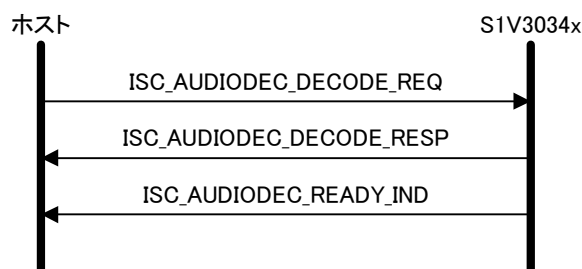 ホスト
S1V3034x
ISC_AUDIODEC_DECODE_REQ
ISC_AUDIODEC_DECODE_RESP
ISC_AUDIODEC_READY_IND